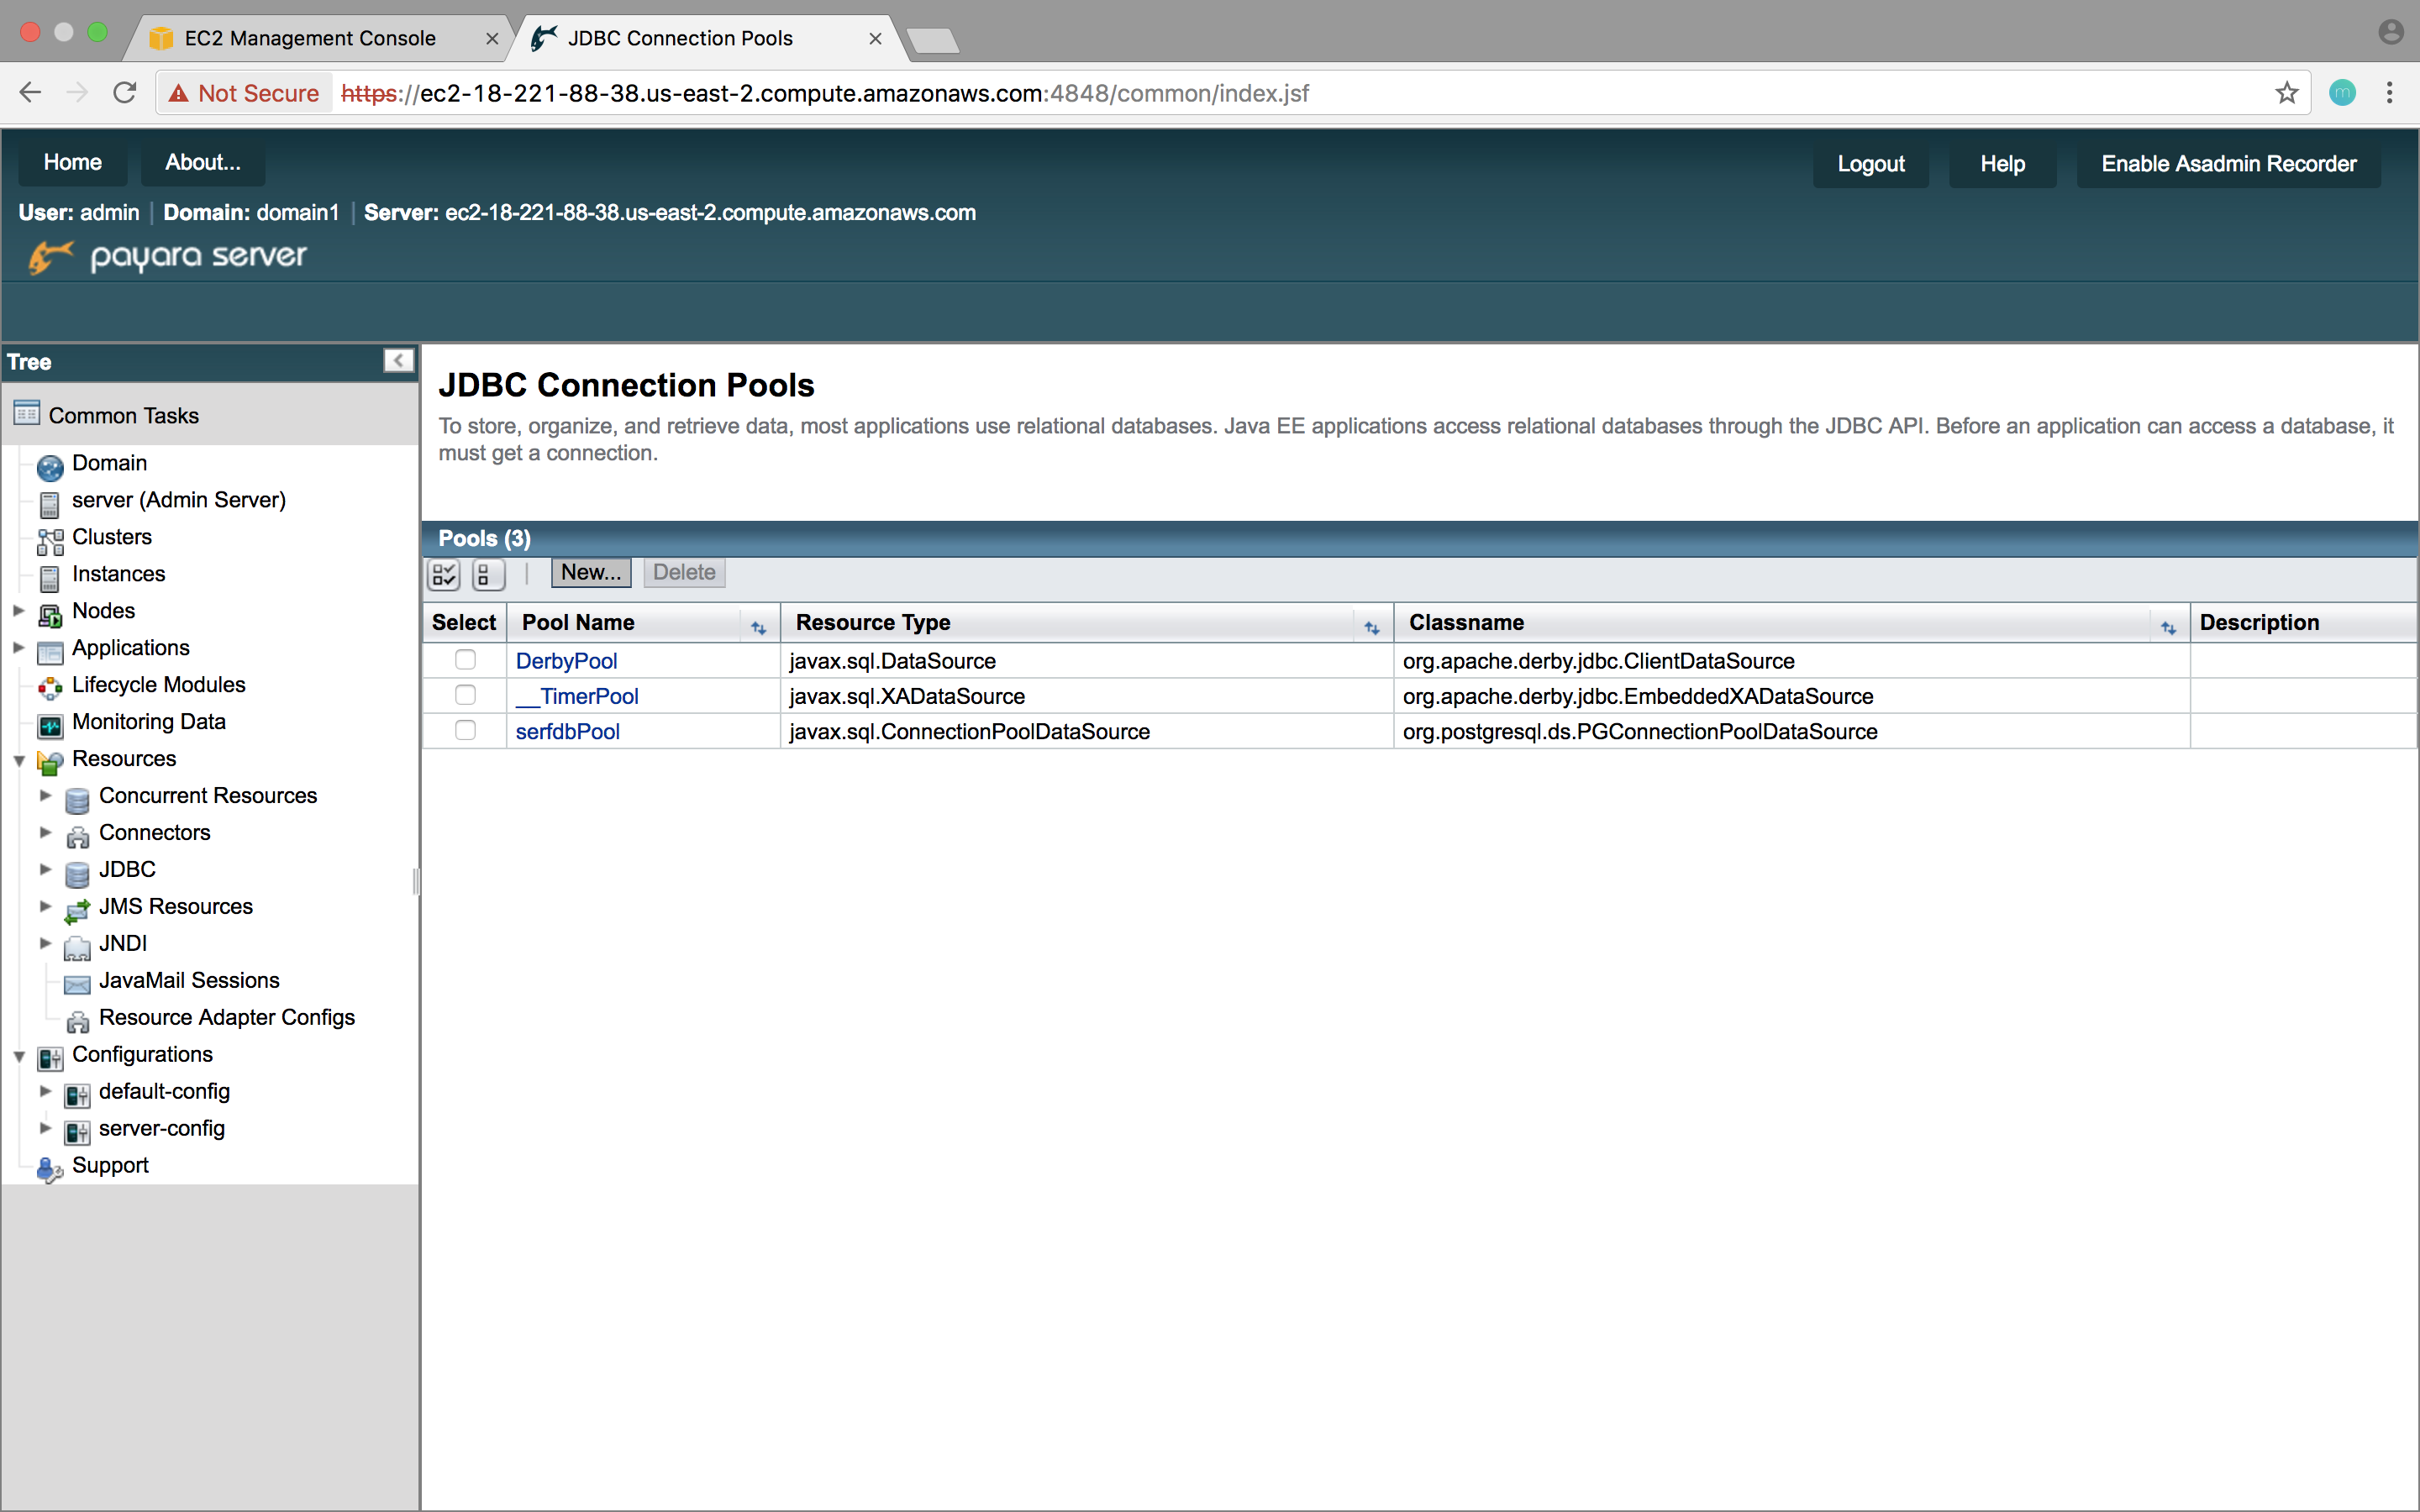 EC2 Management Console
JDBC Connection Pools
Not Secure https://ec2-18-221-88-38.us-east-2.compute.amazonaws.com:4848/common/index.jsf
m
Home About... Logout Help Enable Asadmin Recorder
User: admin Domain: domain1 Server: ec2-18-221-88-38.us-east-2.compute.amazonaws.com
payara server
Tree
Common Tasks
Domain
server (Admin Server)
Clusters
Instances
Nodes
Applications
Lifecycle Modules
Monitoring Data
Resources
Concurrent Resources
Connectors
JDBC
JMS Resources
JNDI
JavaMail Sessions
Resource Adapter Configs
Configurations
default-config
server-config
Support
JDBC Connection Pools
To store, organize, and retrieve data, most applications use relational databases. Java EE applications access relational databases through the JDBC API. Before an application can access a database, it
must get a connection.
Pools (3)
New... Delete
Select Pool Name Resource Type Classname Description
DerbyPool javax.sql.DataSource org.apache.derby.jdbc.ClientDataSource
__TimerPool javax.sql.XADataSource org.apache.derby.jdbc.EmbeddedXADataSource
serfdbPool javax.sql.ConnectionPoolDataSource org.postgresql.ds.PGConnectionPoolDataSource